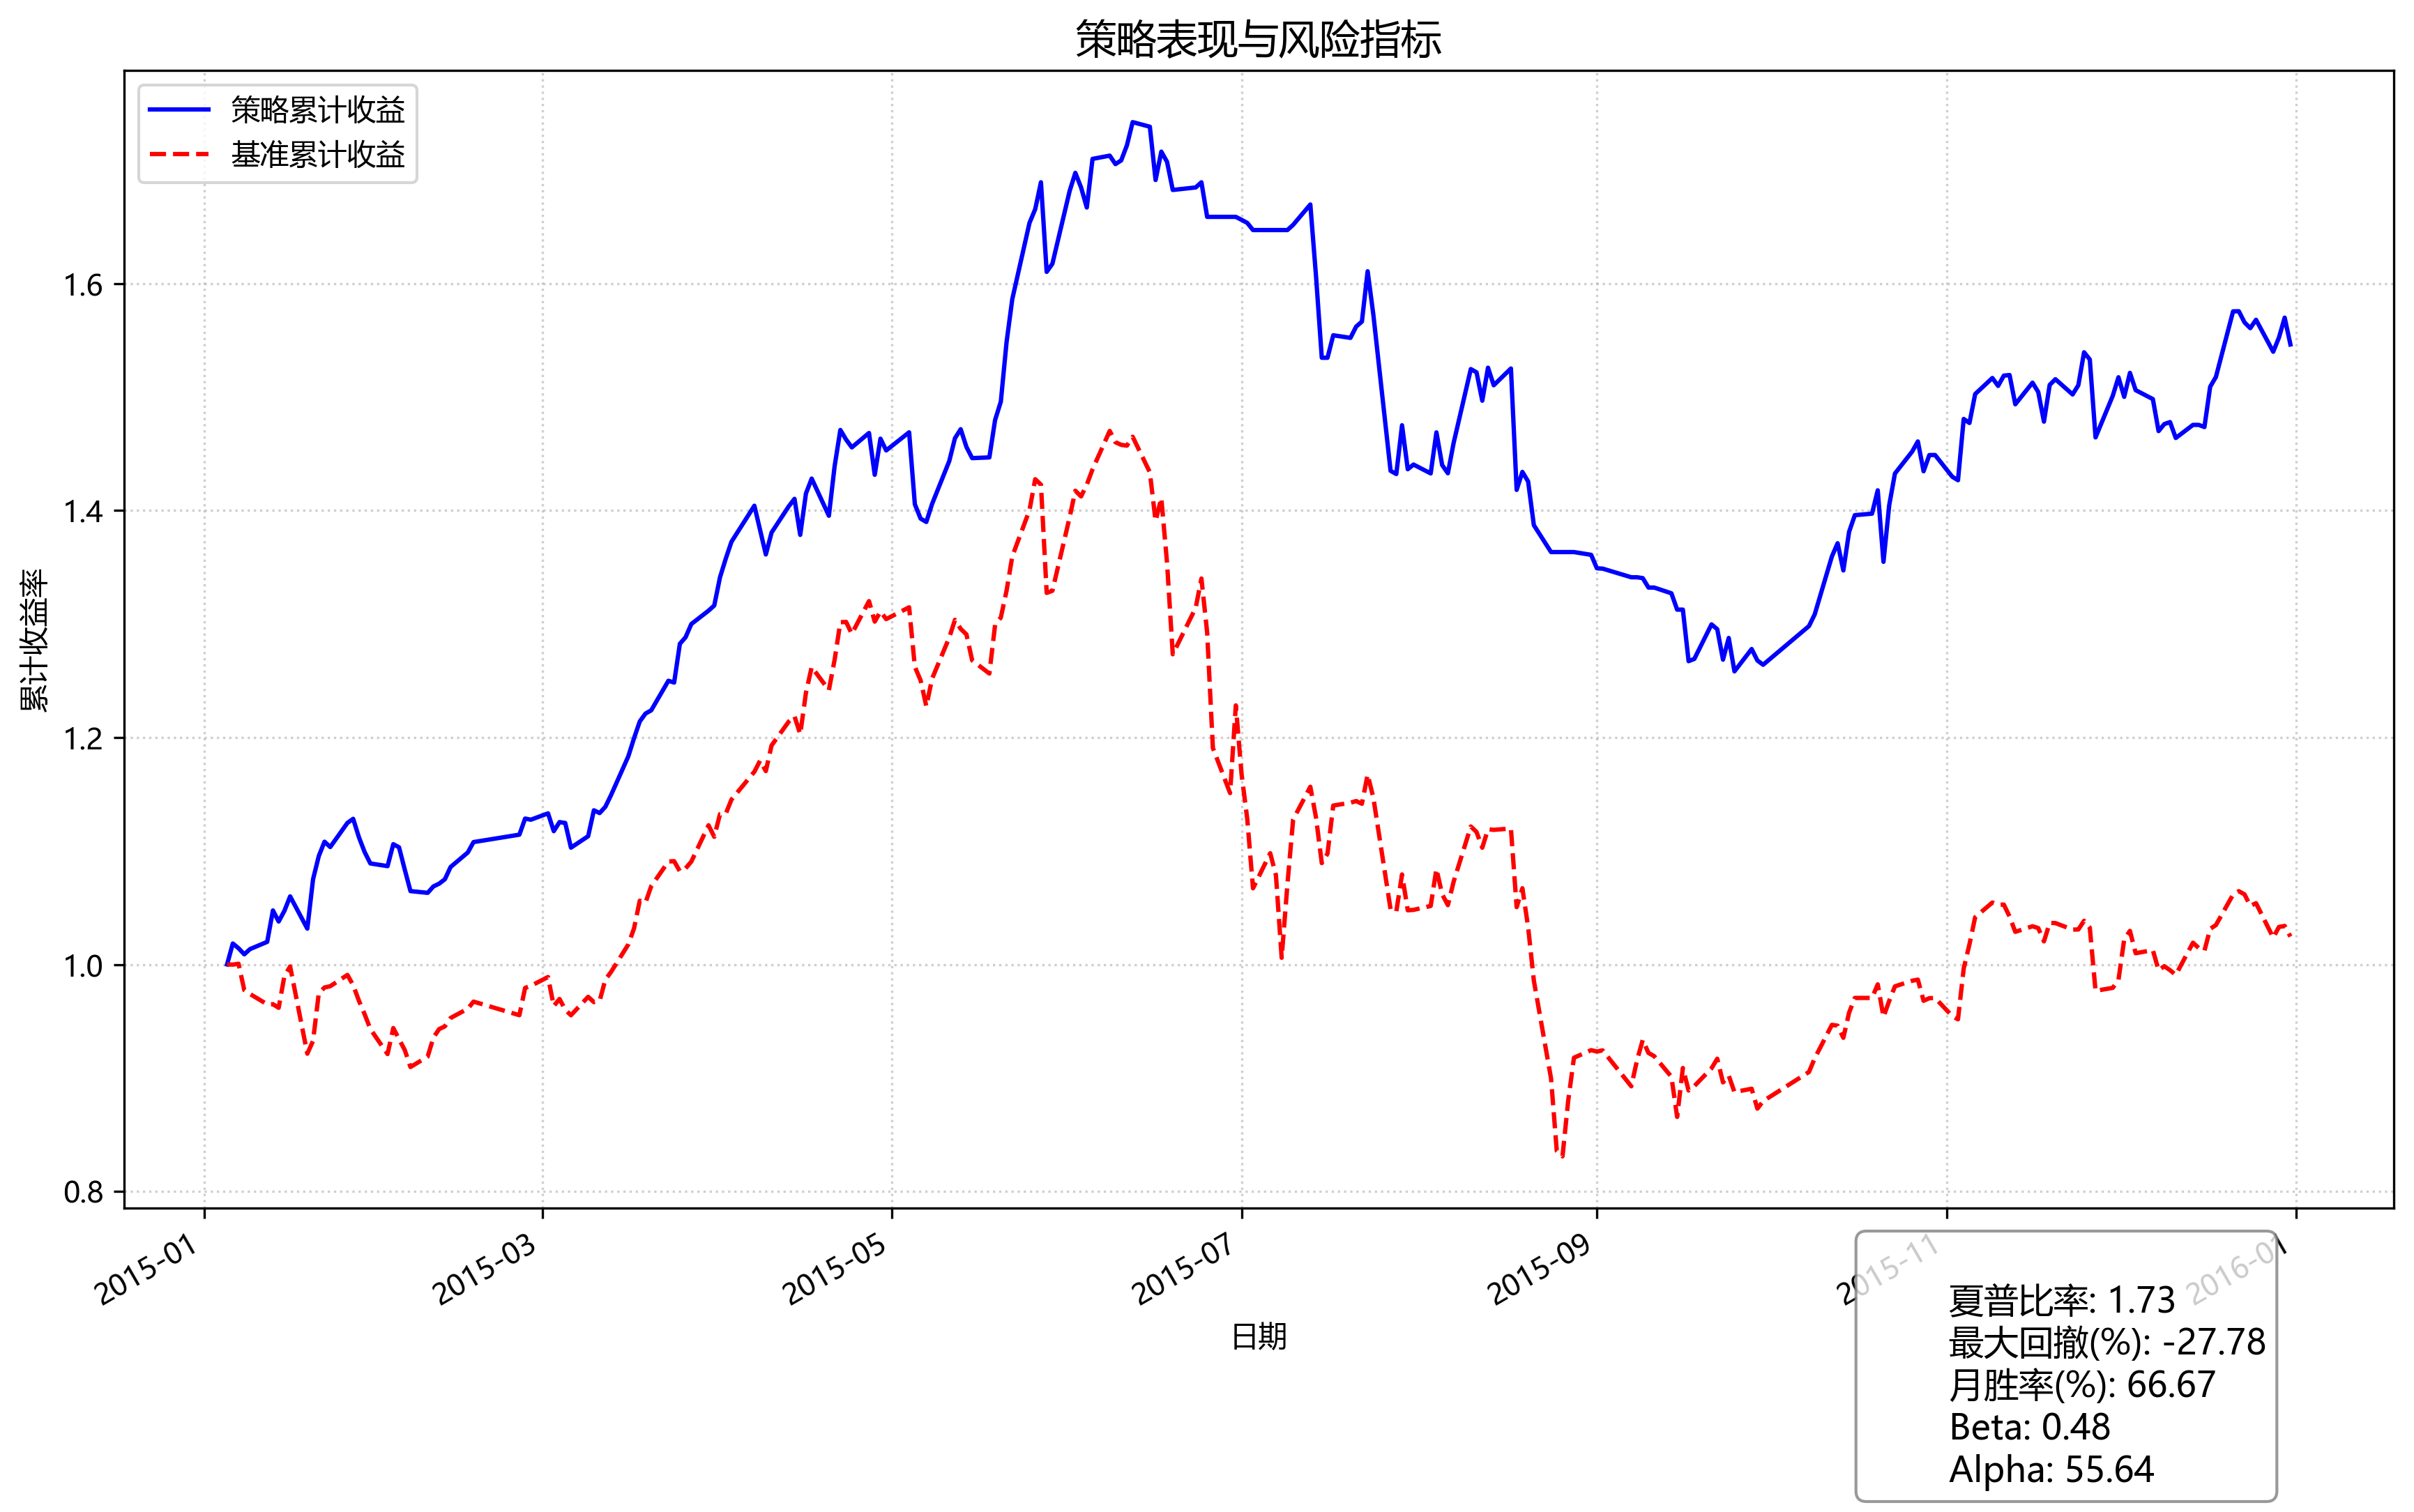 策略表现与风险指标
策略累计收益
基准累计收益
累计收益率
1.6
1.4
1.2
1.0
0.8
2015-01
2015-03
2015-05
2015-07
2015-09
2015-11
2016-01
日期
夏普比率: 1.73
最大回撤(%): -27.78
月胜率(%): 66.67
Beta: 0.48
Alpha: 55.64